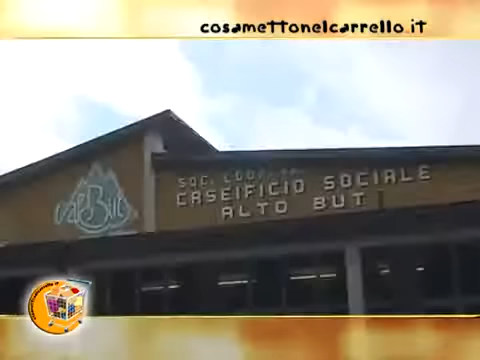 cosamettonelcarrello.it
SOC. COOP.
CASEIFICIO SOCIALE
ALTO BUT